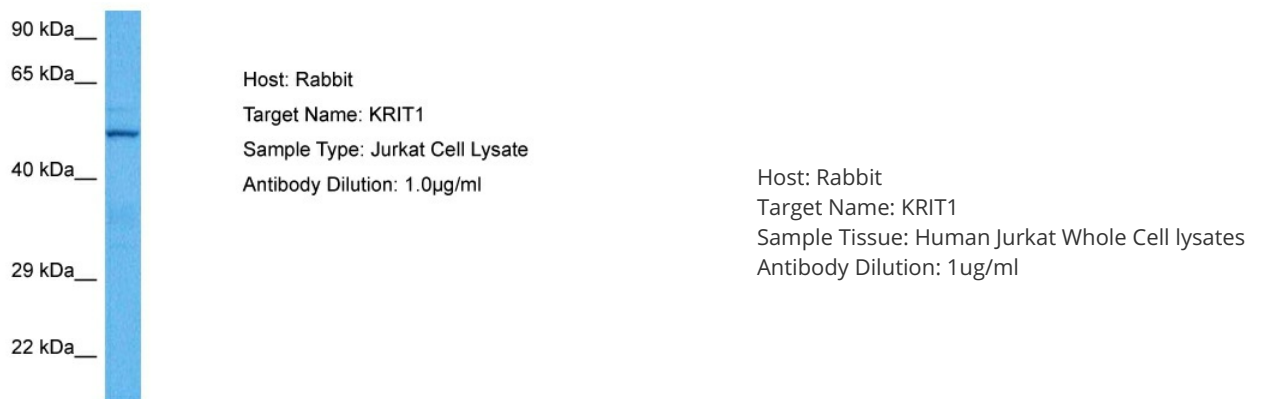 90 kDa__
65 kDa__
40 kDa__
29 kDa__
22 kDa__
Host: Rabbit
Target Name: KRIT1
Sample Type: Jurkat Cell Lysate
Antibody Dilution: 1.0µg/ml
Host: Rabbit
Target Name: KRIT1
Sample Tissue: Human Jurkat Whole Cell lysates
Antibody Dilution: 1ug/ml